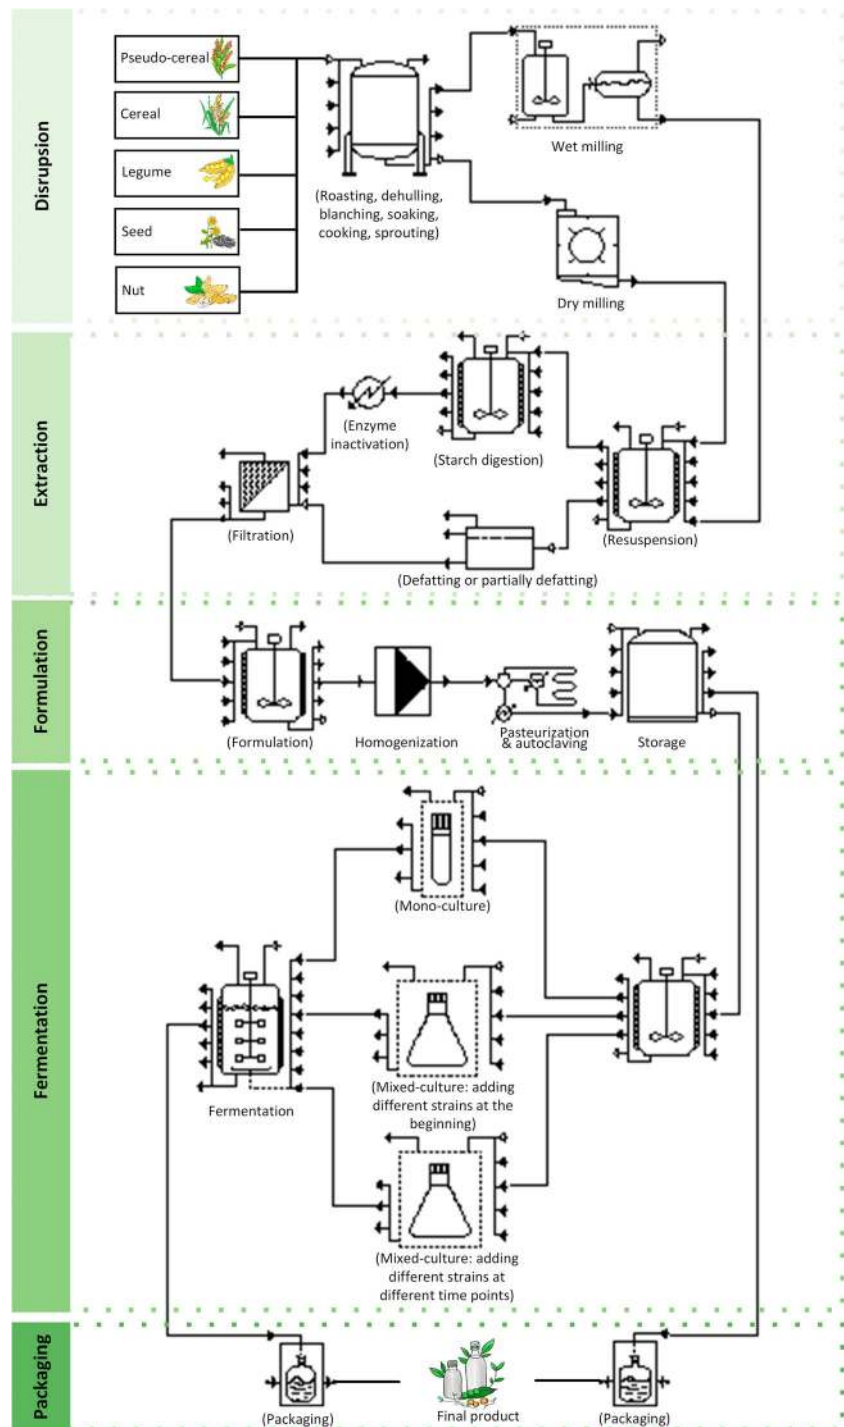 Disrupsion
Pseudo-cereal
Cereal
Legume
Seed
Nut
(Roasting, dehulling,
blanching, soaking,
cooking, sprouting)
Wet milling
Dry milling
Extraction
(Enzyme
inactivation)
(Starch digestion)
(Filtration)
(Resuspension)
(Defatting or partially defatting)
Formulation
(Formulation)
Homogenization
Pasteurization
& autoclaving
Storage
Fermentation
(Mono-culture)
Fermentation
(Mixed-culture: adding
different strains at the
beginning)
(Mixed-culture: adding
different strains at
different time points)
Packaging
(Packaging)
Final product
(Packaging)